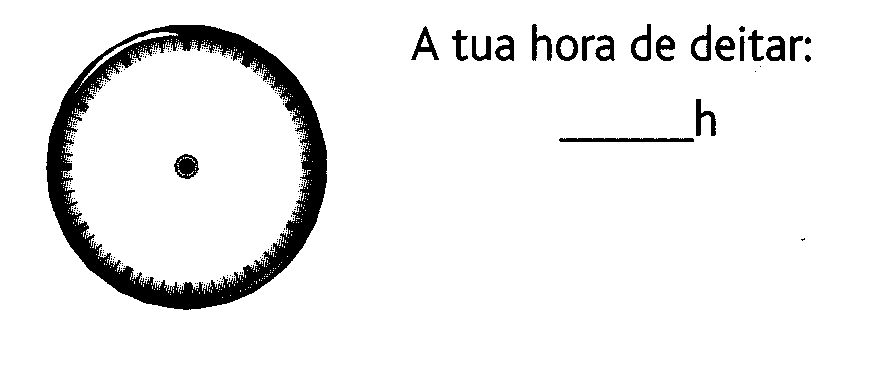 A tua hora de deitar:
______h